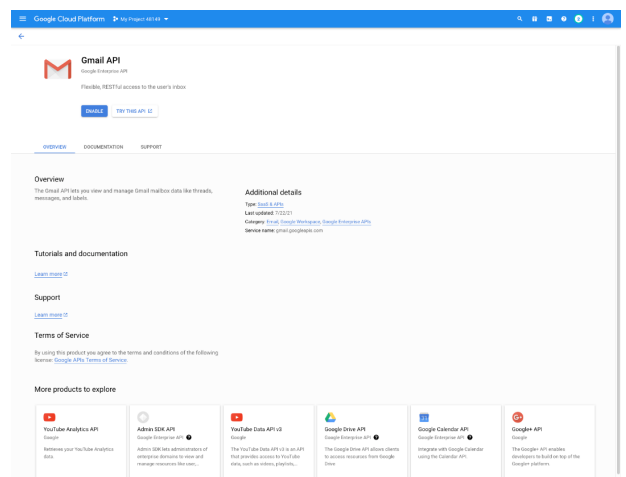 Google Cloud Platform
My Project 48148
Gmail API
Google Enterprise API
Flexible, RESTful access to the user's inbox
ENABLE
TRY THIS API
OVERVIEW
DOCUMENTATION
SUPPORT
Overview
The Gmail API lets you view and manage Gmail mailbox data like threads,
messages, and labels.
Additional details
Type: SaaS & APIs
Last updated: 7/22/21
Category: Email, Google Workspace, Google Enterprise APIs
Service name: gmail.googleapis.com
Tutorials and documentation
Learn more
Support
Learn more
Terms of Service
By using this product you agree to the terms and conditions of the following
license: Google APIs Terms of Service.
More products to explore
YouTube Analytics API
Google
Retrieves your YouTube Analytics
data.
Admin SDK API
Google Enterprise API
Admin SDK lets administrators of
enterprise domains to view and
manage resources like user,...
YouTube Data API v3
Google
The YouTube Data API v3 is an API
that provides access to YouTube
data, such as videos, playlists,...
Google Drive API
Google Enterprise API
The Google Drive API allows clients
to access resources from Google
Drive
Google Calendar API
Google Enterprise API
Integrate with Google Calendar
using the Calendar API.
Google+ API
Google
The Google+ API enables
developers to build on top of the
Google+ platform